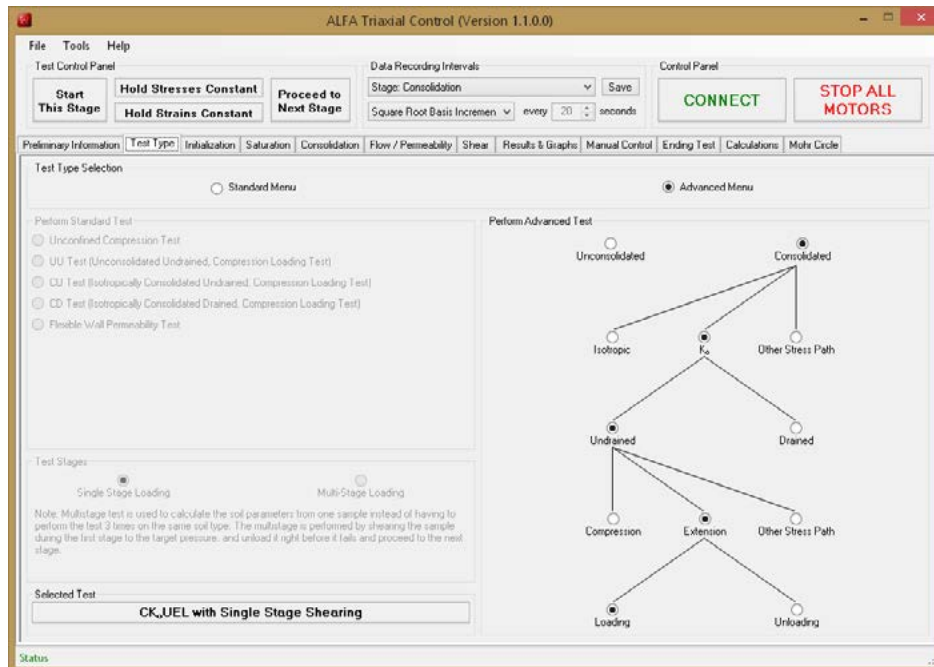 ALFA Triaxial Control (Version 1.1.0.0)
File Tools Help
Test Control Panel
Start This Stage
Hold Stresses Constant
Hold Strains Constant
Proceed to Next Stage
Data Recording Intervals
Stage: Consolidation
Save
Square Root Basis Incremen
every 20 seconds
Control Panel
CONNECT
STOP ALL MOTORS
Preliminary Information Test Type Initialization Saturation Consolidation Flow / Permeability Shear Results & Graphs Manual Control Ending Test Calculations Mohr Circle
Test Type Selection
Standard Menu
Advanced Menu
Perform Standard Test
Unconfined Compression Test
UU Test (Unconsolidated Undrained, Compression Loading Test)
CU Test (Isotropically Consolidated Undrained, Compression Loading Test)
CD Test (Isotropically Consolidated Drained, Compression Loading Test)
Flexible Wall Permeability Test
Test Stages
Single Stage Loading
Multi-Stage Loading
Note: Multistage test is used to calculate the soil parameters from one sample instead of having to
perform the test 3 times on the same soil type. The multistage is performed by shearing the sample
during the first stage to the target pressure, and unload it right before it fails and proceed to the next
stage.
Selected Test
CK₀UEL with Single Stage Shearing
Perform Advanced Test
Unconsolidated
Consolidated
Isotropic
K₀
Other Stress Path
Undrained
Drained
Compression
Extension
Other Stress Path
Loading
Unloading
Status